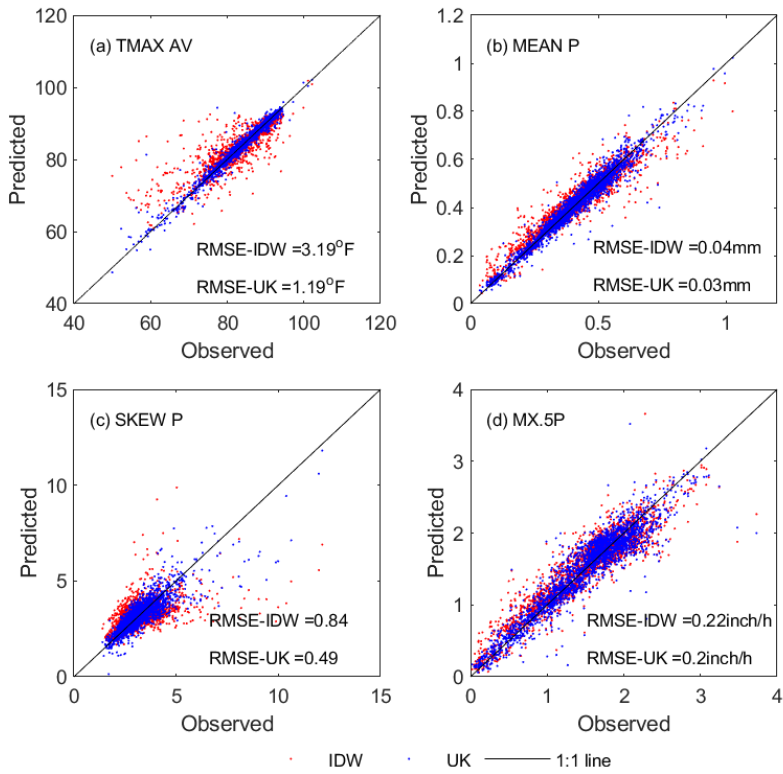 (a) TMAX AV
120
100
80
60
40
Predicted
RMSE-IDW =3.19°F
RMSE-UK =1.19°F
40 60 80 100 120
Observed
(b) MEAN P
1.2
1
0.8
0.6
0.4
0.2
0
Predicted
RMSE-IDW =0.04mm
RMSE-UK =0.03mm
0 0.5 1
Observed
(c) SKEW P
15
10
5
0
Predicted
RMSE-IDW =0.84
RMSE-UK =0.49
0 5 10 15
Observed
(d) MX.5P
4
3
2
1
0
Predicted
RMSE-IDW =0.22inch/h
RMSE-UK =0.2inch/h
0 1 2 3 4
Observed
IDW UK 1:1 line